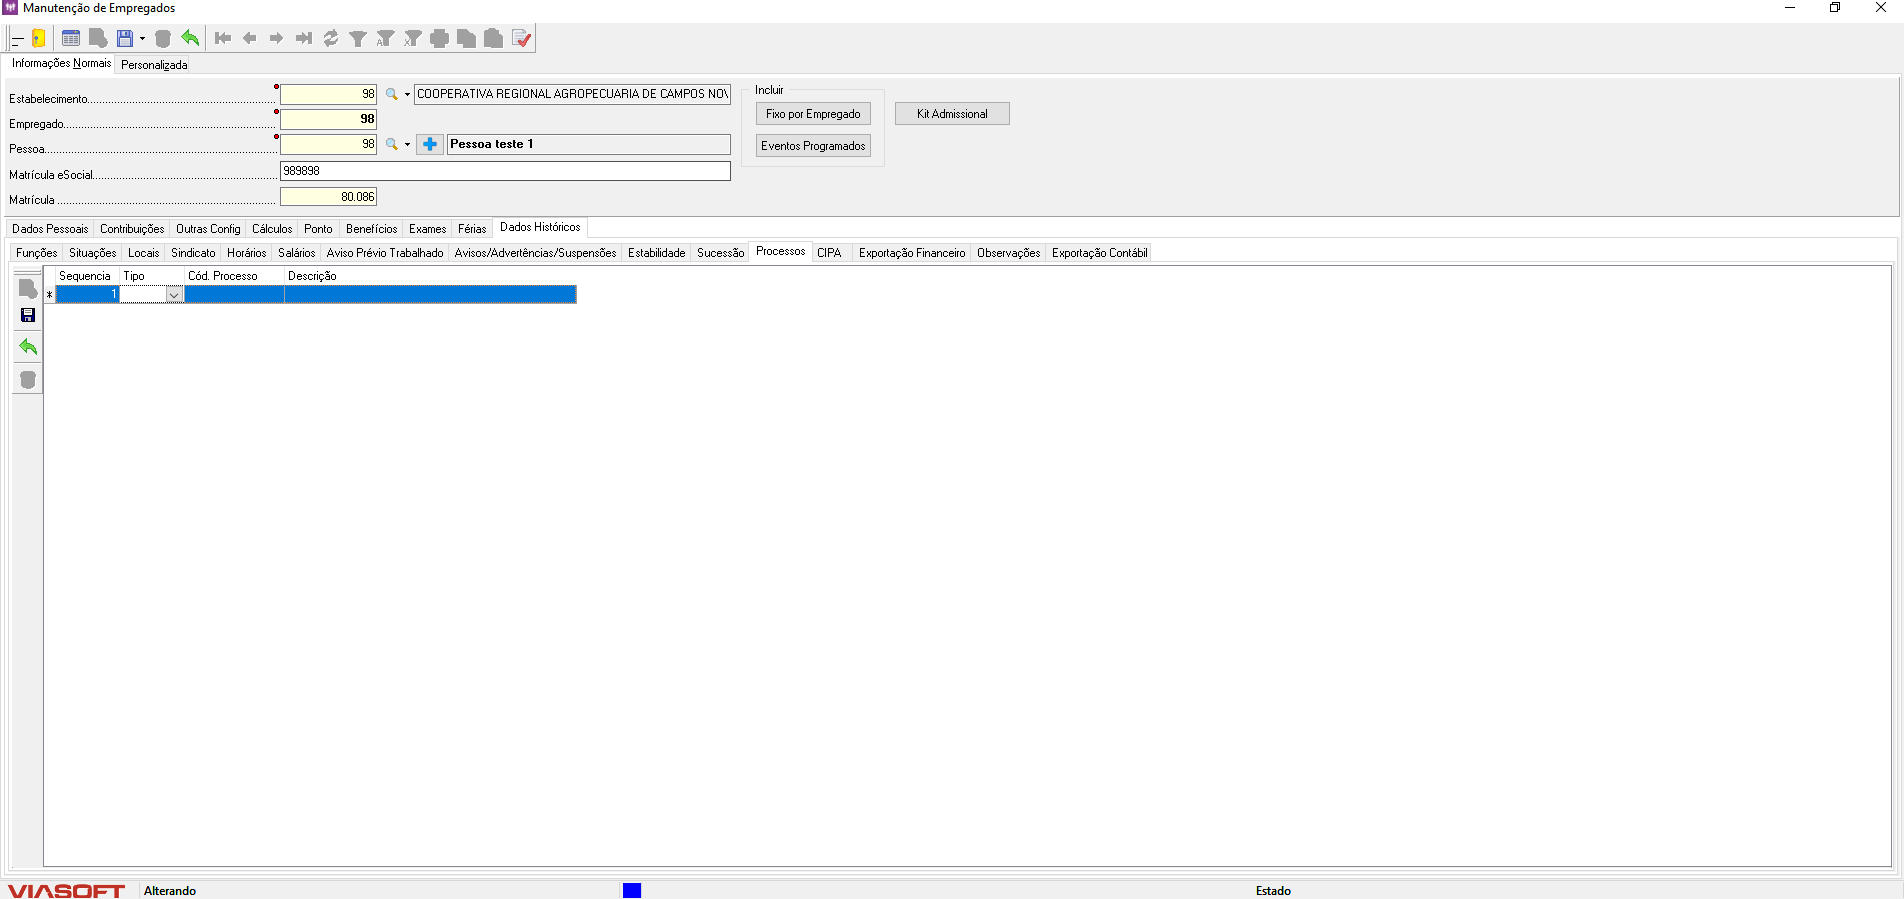 Manutenção de Empregados
Informações Normais Personalizada
Estabelecimento 98 COOPERATIVA REGIONAL AGROPECUARIA DE CAMPOS NOV
Empregado 98
Pessoa 98 Pessoa teste 1
Matrícula eSocial 989898
Matrícula 80.086
Incluir
Fixo por Empregado
Eventos Programados
Kit Admissional
Dados Pessoais Contribuições Outras Config Cálculos Ponto Benefícios Exames Férias Dados Históricos
Funções Situações Locais Sindicato Horários Salários Aviso Prévio Trabalhado Avisos/Advertências/Suspensões Estabilidade Sucessão Processos CIPA Exportação Financeiro Observações Exportação Contábil
Sequencia Tipo Cód. Processo Descrição
* 1
VIASOFT Alterando Estado